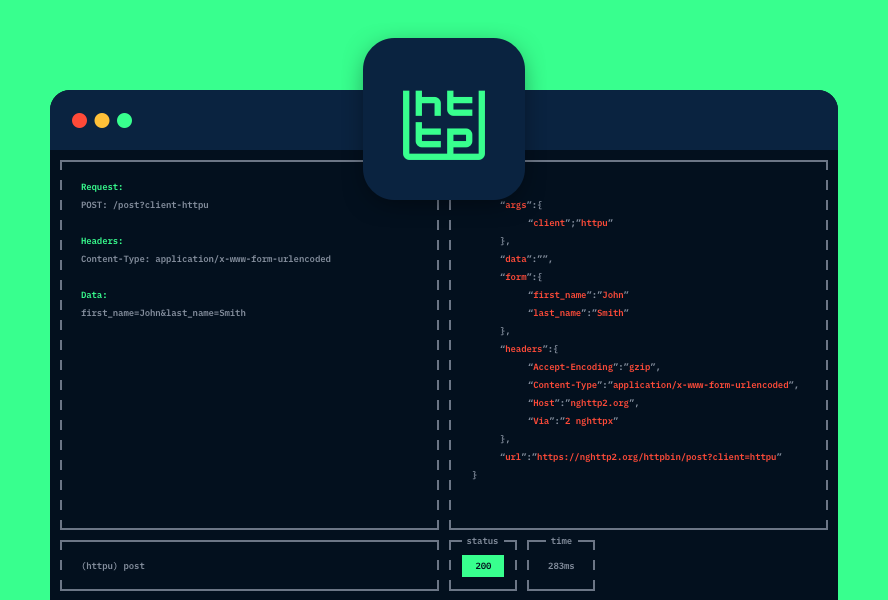 ht
tp
Request:
POST: /post?client-httpu
Headers:
Content-Type: application/x-www-form-urlencoded
Data:
first_name=John&last_name=Smith
“args”:{
“client”;”httpu”
},
“data”:””,
“form”:{
“first_name”:”John”
“last_name”:”Smith”
},
“headers”:{
“Accept-Encoding”:”gzip”,
“Content-Type”:”application/x-www-form-urlencoded”,
“Host”:”nghttp2.org”,
“Via”:”2 nghttpx”
},
“url”:”https://nghttp2.org/httpbin/post?client=httpu”
}
(httpu) post
status
200
time
283ms